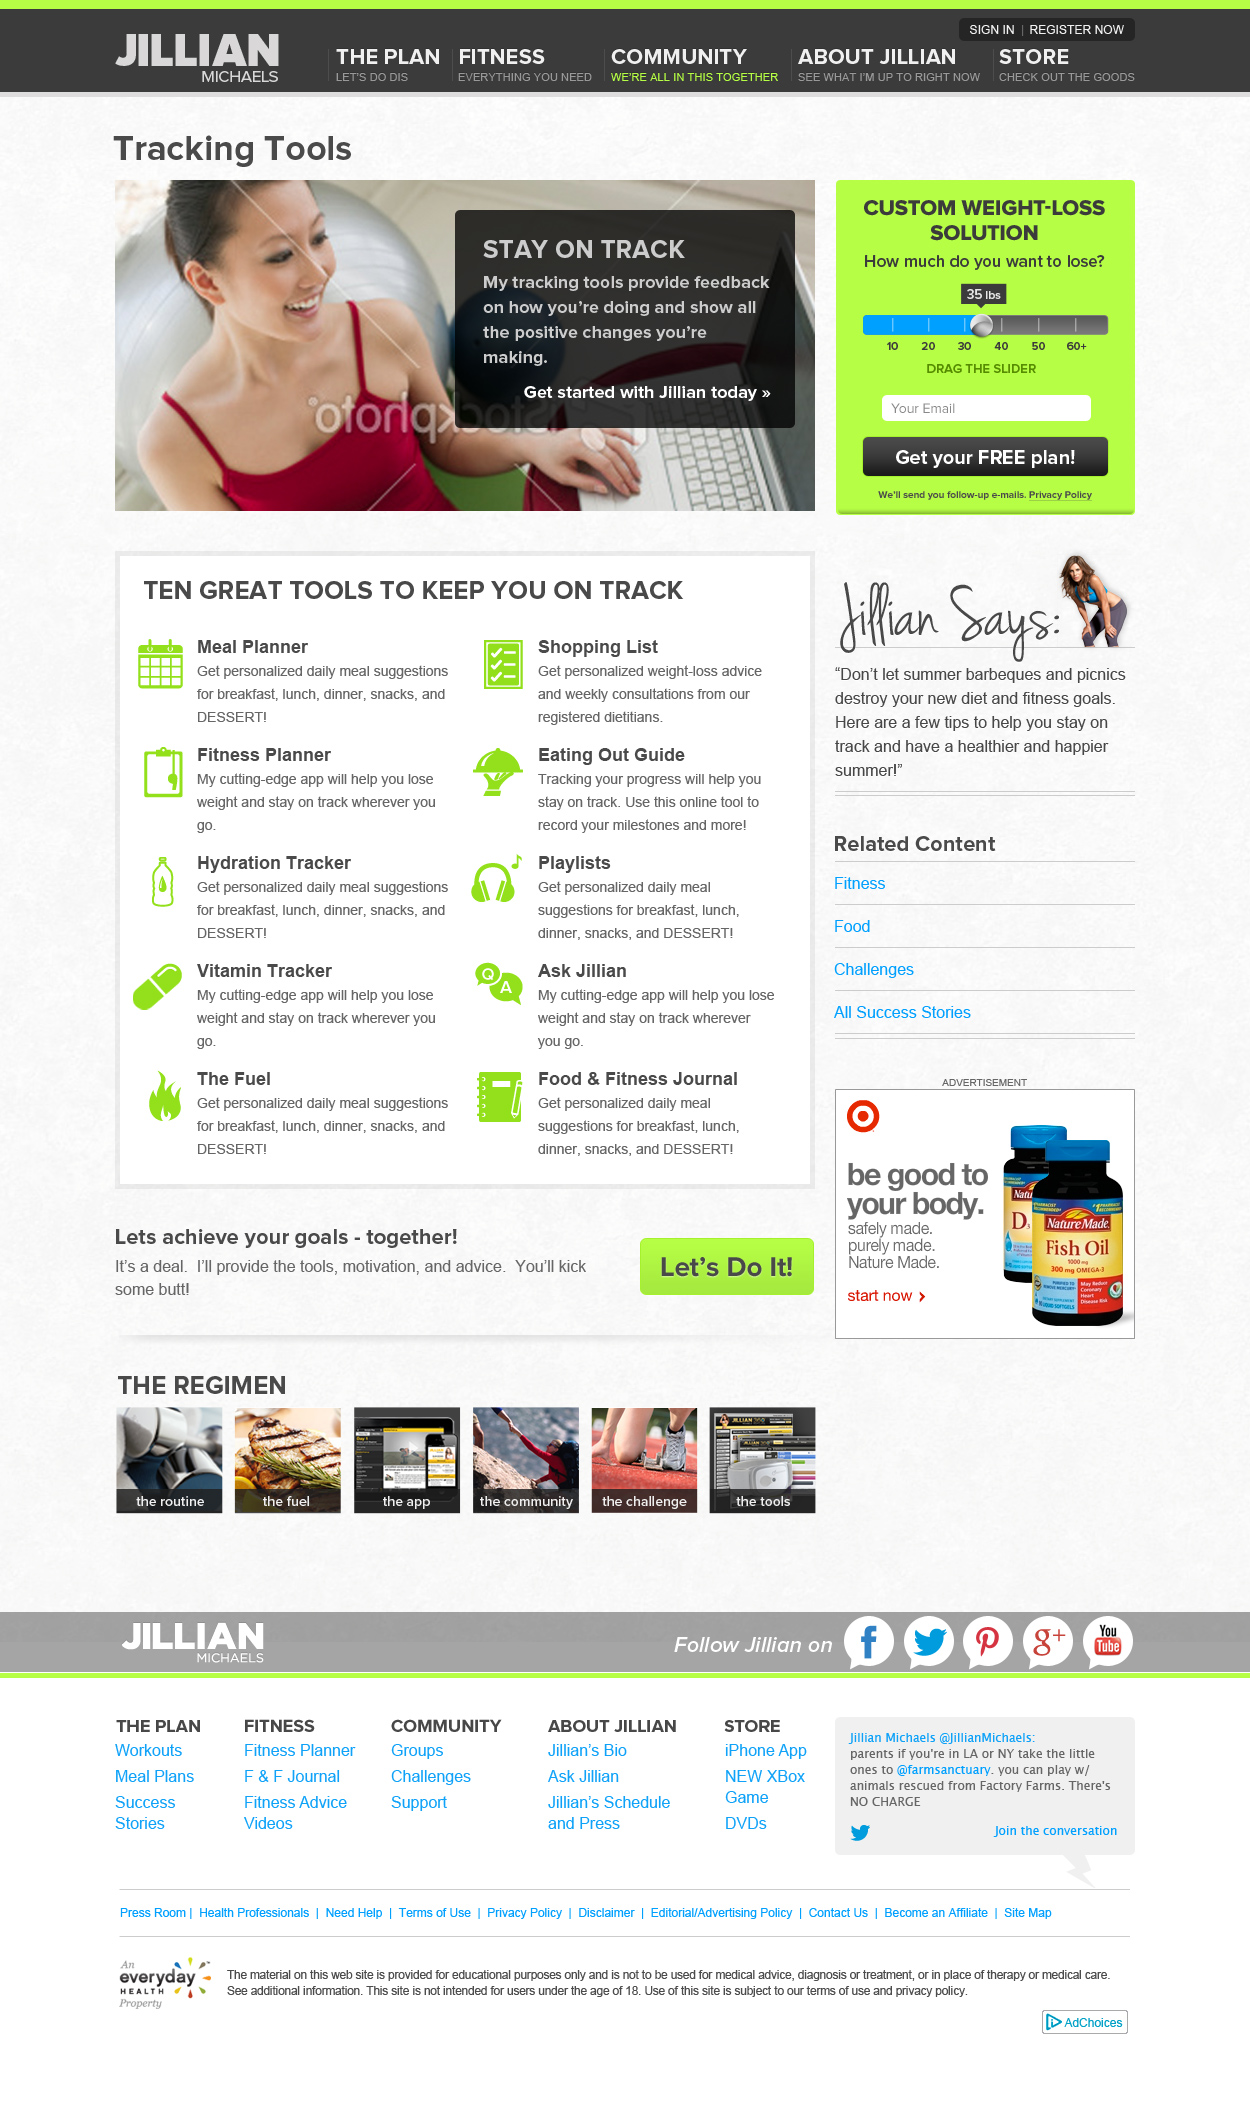 SIGN IN | REGISTER NOW
JILLIAN
MICHAELS
THE PLAN
LET'S DO DIS
FITNESS
EVERYTHING YOU NEED
COMMUNITY
WE'RE ALL IN THIS TOGETHER
ABOUT JILLIAN
SEE WHAT I'M UP TO RIGHT NOW
STORE
CHECK OUT THE GOODS
Tracking Tools
STAY ON TRACK
My tracking tools provide feedback
on how you're doing and show all
the positive changes you're
making.
Get started with Jillian today »
CUSTOM WEIGHT-LOSS
SOLUTION
How much do you want to lose?
35 lbs
10 20 30 40 50 60+
DRAG THE SLIDER
Your Email
Get your FREE plan!
We'll send you follow-up e-mails. Privacy Policy
TEN GREAT TOOLS TO KEEP YOU ON TRACK
Meal Planner
Get personalized daily meal suggestions
for breakfast, lunch, dinner, snacks, and
DESSERT!
Shopping List
Get personalized weight-loss advice
and weekly consultations from our
registered dietitians.
Fitness Planner
My cutting-edge app will help you lose
weight and stay on track wherever you
go.
Eating Out Guide
Tracking your progress will help you
stay on track. Use this online tool to
record your milestones and more!
Hydration Tracker
Get personalized daily meal suggestions
for breakfast, lunch, dinner, snacks, and
DESSERT!
Playlists
Get personalized daily meal
suggestions for breakfast, lunch,
dinner, snacks, and DESSERT!
Vitamin Tracker
My cutting-edge app will help you lose
weight and stay on track wherever you
go.
Q
A
Ask Jillian
My cutting-edge app will help you lose
weight and stay on track wherever
you go.
The Fuel
Get personalized daily meal suggestions
for breakfast, lunch, dinner, snacks, and
DESSERT!
Food & Fitness Journal
Get personalized daily meal
suggestions for breakfast, lunch,
dinner, snacks, and DESSERT!
Jillian Says:
“Don't let summer barbeques and picnics
destroy your new diet and fitness goals.
Here are a few tips to help you stay on
track and have a healthier and happier
summer!”
Related Content
Fitness
Food
Challenges
All Success Stories
ADVERTISEMENT
be good to
your body.
safely made.
purely made.
Nature Made.
start now ›
Nature Made
Fish Oil
1000 mg
300 mg OMEGA-3
May Reduce
Coronary
Heart
Disease Risk
D3
Lets achieve your goals - together!
It's a deal.  I'll provide the tools, motivation, and advice.  You'll kick
some butt!
Let's Do It!
THE REGIMEN
the routine
the fuel
the app
the community
the challenge
the tools
JILLIAN
MICHAELS
Follow Jillian on
f
g+
You
Tube
THE PLAN
Workouts
Meal Plans
Success
Stories
FITNESS
Fitness Planner
F & F Journal
Fitness Advice
Videos
COMMUNITY
Groups
Challenges
Support
ABOUT JILLIAN
Jillian's Bio
Ask Jillian
Jillian's Schedule
and Press
STORE
iPhone App
NEW XBox
Game
DVDs
Jillian Michaels @JillianMichaels:
parents if you're in LA or NY take the little
ones to @farmsanctuary. you can play w/
animals rescued from Factory Farms. There's
NO CHARGE
Join the conversation
Press Room | Health Professionals | Need Help | Terms of Use | Privacy Policy | Disclaimer | Editorial/Advertising Policy | Contact Us | Become an Affiliate | Site Map
An
everyday
HEALTH
Property
The material on this web site is provided for educational purposes only and is not to be used for medical advice, diagnosis or treatment, or in place of therapy or medical care.
See additional information. This site is not intended for users under the age of 18. Use of this site is subject to our terms of use and privacy policy.
AdChoices